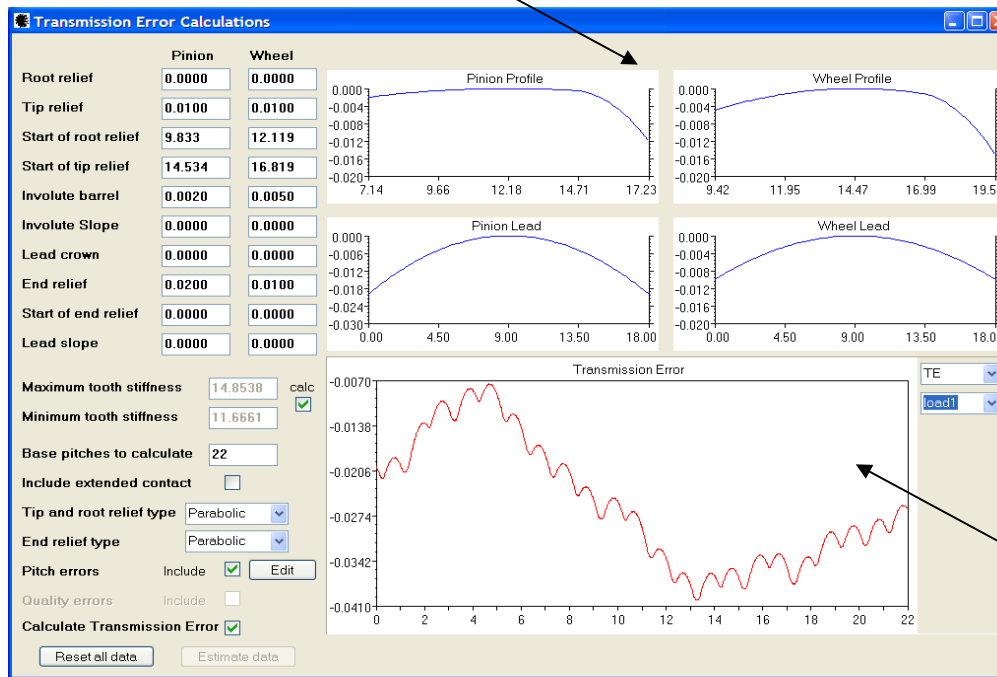 Transmission Error Calculations
Pinion Wheel
Root relief 0.0000 0.0000
Tip relief 0.0100 0.0100
Start of root relief 9.833 12.119
Start of tip relief 14.534 16.819
Involute barrel 0.0020 0.0050
Involute Slope 0.0000 0.0000
Lead crown 0.0000 0.0000
End relief 0.0200 0.0100
Start of end relief 0.0000 0.0000
Lead slope 0.0000 0.0000
Maximum tooth stiffness 14.8538 calc
Minimum tooth stiffness 11.6661
Base pitches to calculate 22
Include extended contact
Tip and root relief type Parabolic
End relief type Parabolic
Pitch errors Include Edit
Quality errors Include
Calculate Transmission Error
Reset all data Estimate data
Pinion Profile
0.000
-0.004
-0.008
-0.012
-0.016
-0.020
7.14 9.66 12.18 14.71 17.23
Wheel Profile
0.000
-0.004
-0.008
-0.012
-0.016
-0.020
9.42 11.95 14.47 16.99 19.5
Pinion Lead
0.000
-0.006
-0.012
-0.018
-0.024
-0.030
0.00 4.50 9.00 13.50 18.00
Wheel Lead
0.000
-0.004
-0.008
-0.012
-0.016
-0.020
0.00 4.50 9.00 13.50 18.00
Transmission Error
-0.0070
-0.0138
-0.0206
-0.0274
-0.0342
-0.0410
0 2 4 6 8 10 12 14 16 18 20 22
TE
load1